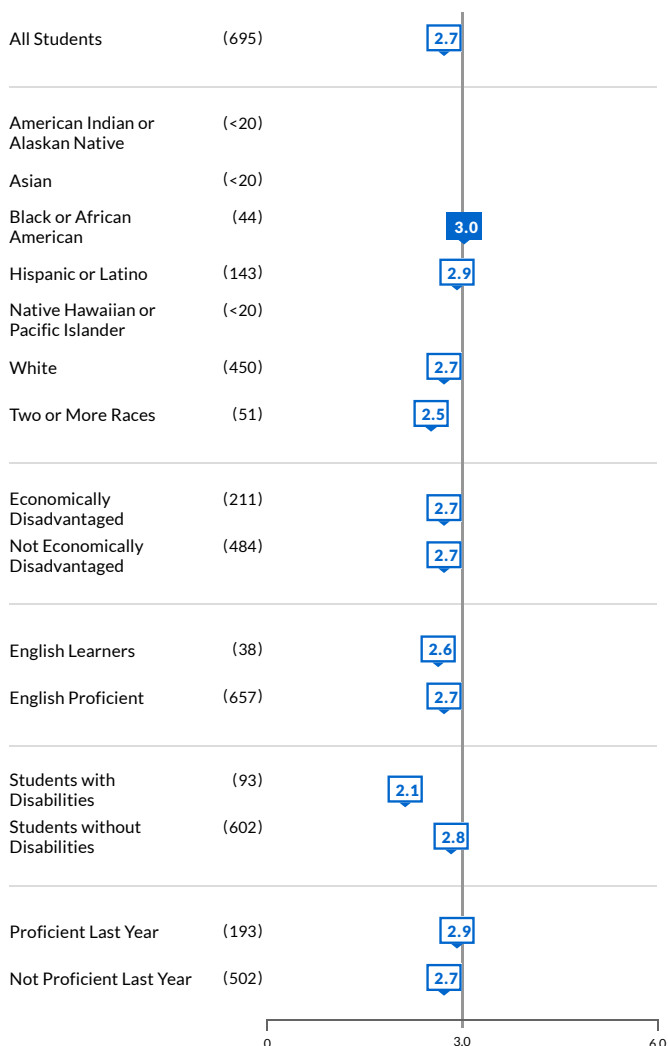 All Students (695) 2.7
American Indian or (<20)
Alaskan Native
Asian (<20)
Black or African (44) 3.0
American
Hispanic or Latino (143) 2.9
Native Hawaiian or (<20)
Pacific Islander
White (450) 2.7
Two or More Races (51) 2.5
Economically (211) 2.7
Disadvantaged
Not Economically (484) 2.7
Disadvantaged
English Learners (38) 2.6
English Proficient (657) 2.7
Students with (93) 2.1
Disabilities
Students without (602) 2.8
Disabilities
Proficient Last Year (193) 2.9
Not Proficient Last Year (502) 2.7
0 3.0 6.0